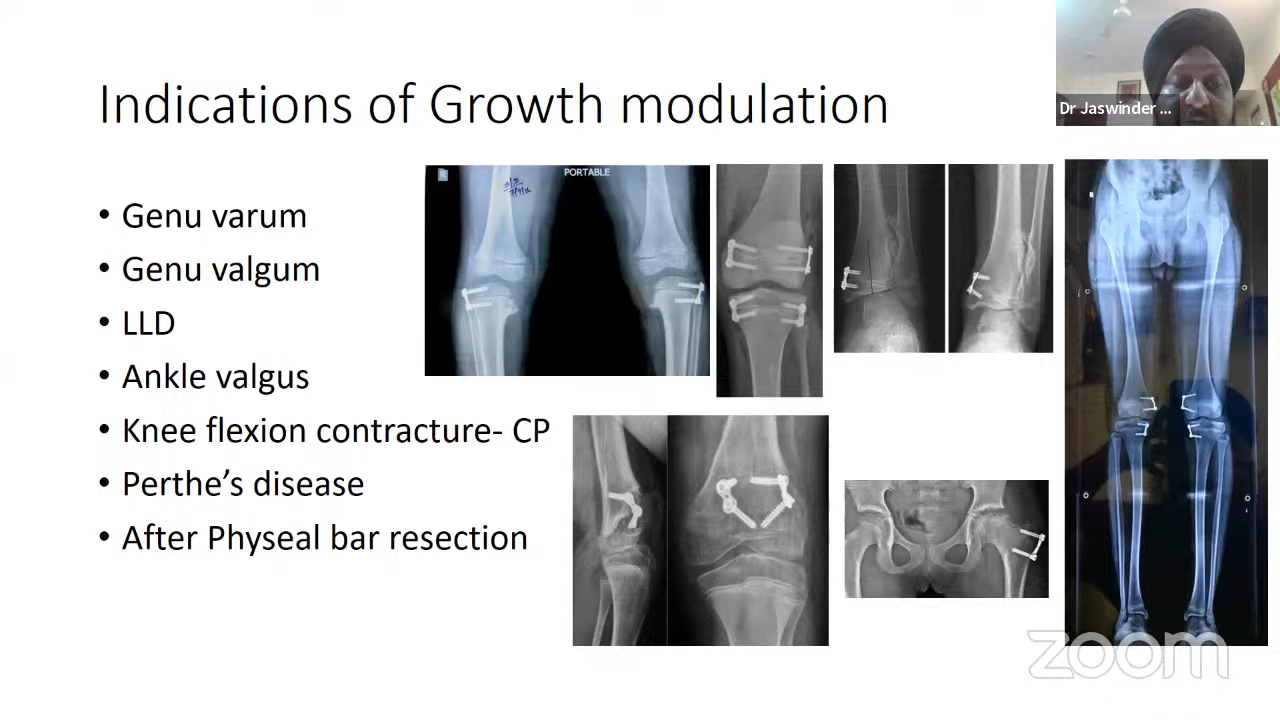 Dr Jaswinder ...
Indications of Growth modulation
R
PORTABLE
• Genu varum
• Genu valgum
• LLD
• Ankle valgus
• Knee flexion contracture- CP
• Perthe’s disease
• After Physeal bar resection
zoom